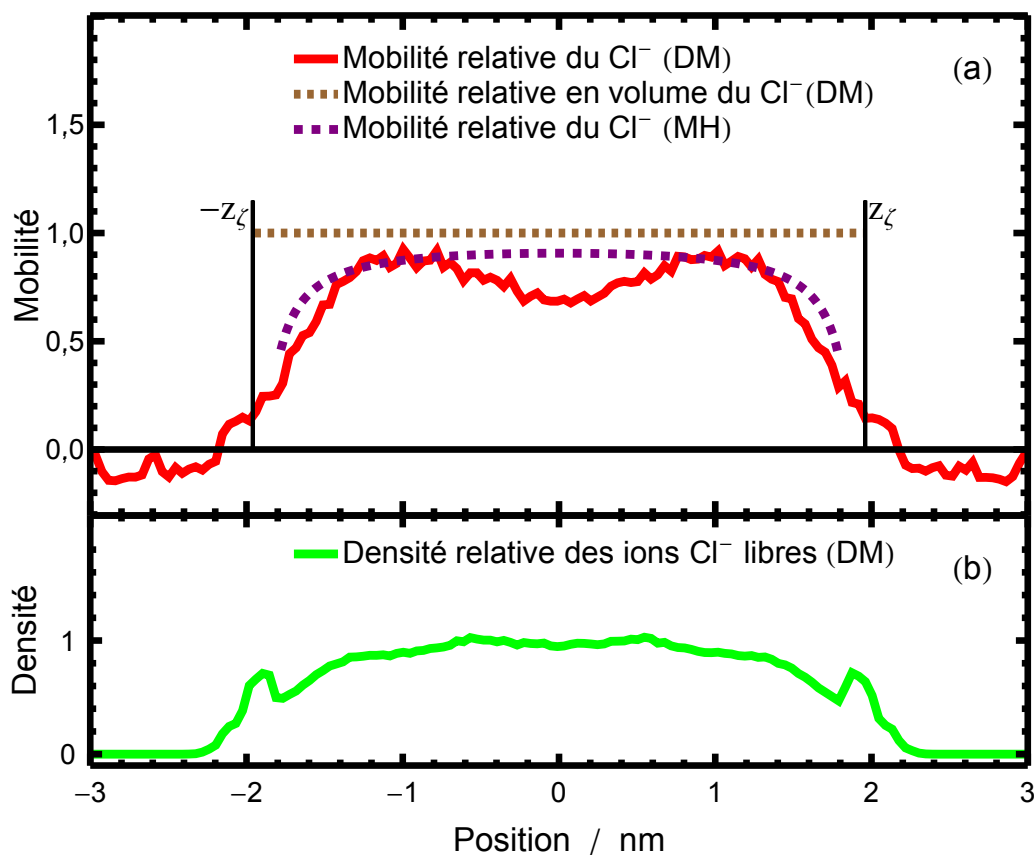 Mobilité relative du Cl⁻ (DM)
(a)
Mobilité relative en volume du Cl⁻(DM)
Mobilité relative du Cl⁻ (MH)
1,5
−zζ
zζ
1,0
0,5
0,0
Mobilité
Densité relative des ions Cl⁻ libres (DM)
(b)
1
0
Densité
−3 −2 −1 0 1 2 3
Position / nm